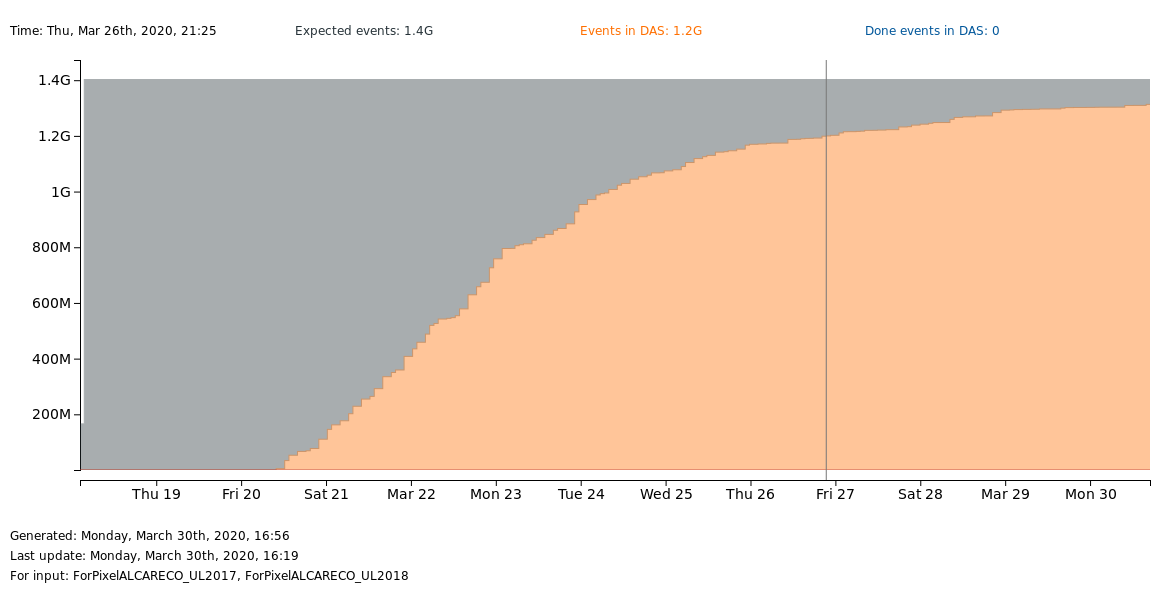 Time: Thu, Mar 26th, 2020, 21:25 Expected events: 1.4G Events in DAS: 1.2G Done events in DAS: 0
1.4G
1.2G
1G
800M
600M
400M
200M
Thu 19 Fri 20 Sat 21 Mar 22 Mon 23 Tue 24 Wed 25 Thu 26 Fri 27 Sat 28 Mar 29 Mon 30
Generated: Monday, March 30th, 2020, 16:56
Last update: Monday, March 30th, 2020, 16:19
For input: ForPixelALCARECO_UL2017, ForPixelALCARECO_UL2018